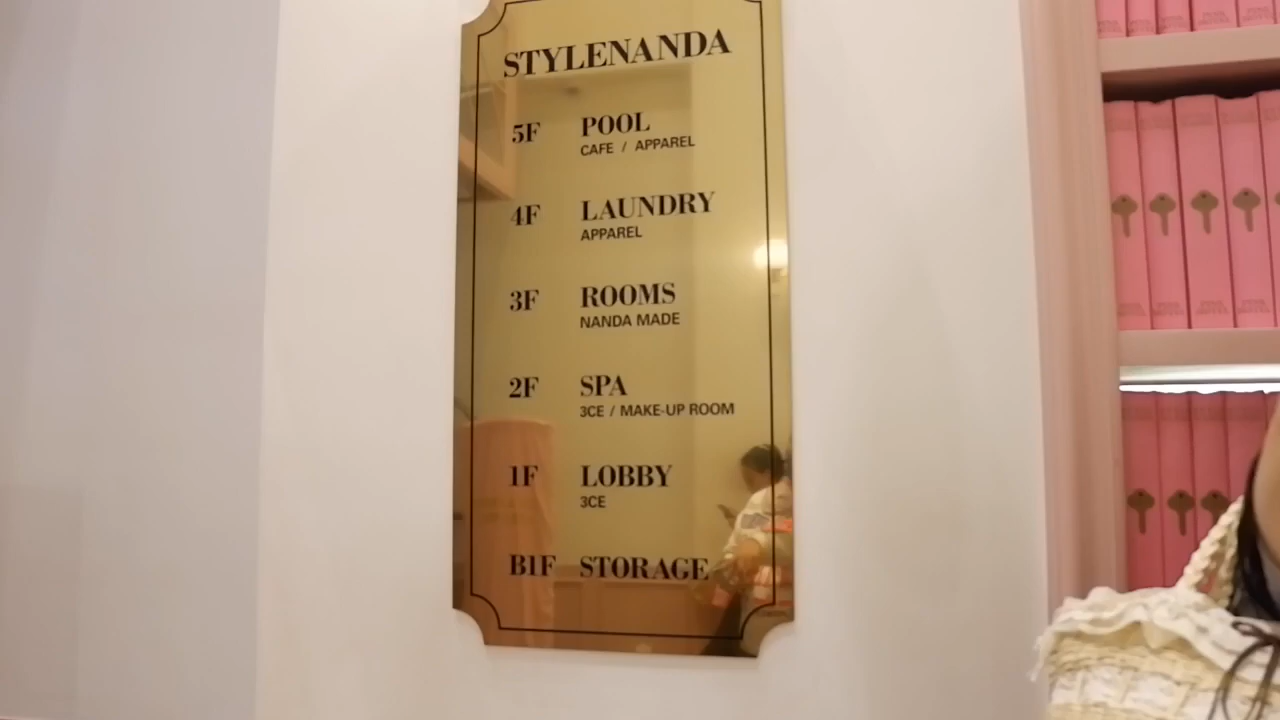 STYLENANDA
5F POOL
CAFE / APPAREL
4F LAUNDRY
APPAREL
3F ROOMS
NANDA MADE
2F SPA
3CE / MAKE-UP ROOM
1F LOBBY
3CE
B1F STORAGE